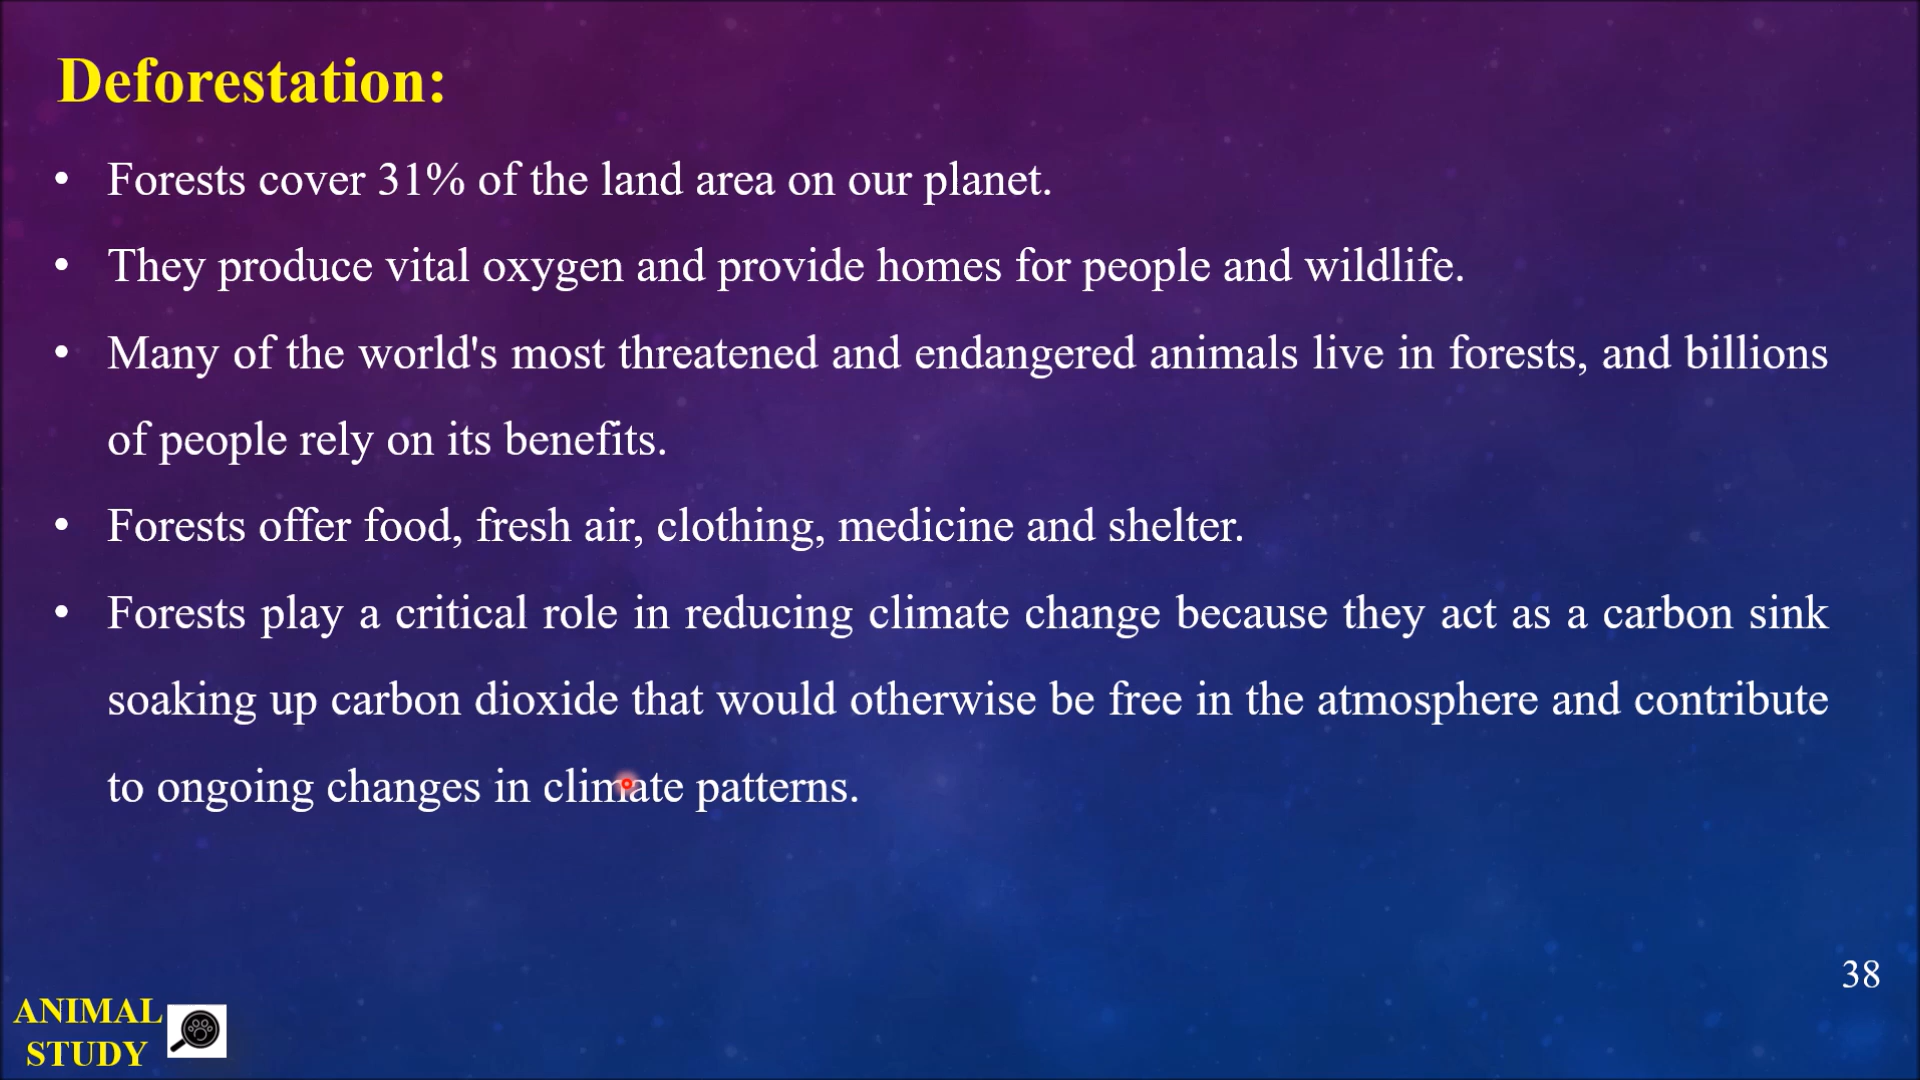 Deforestation:
• Forests cover 31% of the land area on our planet.
• They produce vital oxygen and provide homes for people and wildlife.
• Many of the world's most threatened and endangered animals live in forests, and billions
of people rely on its benefits.
• Forests offer food, fresh air, clothing, medicine and shelter.
• Forests play a critical role in reducing climate change because they act as a carbon sink
soaking up carbon dioxide that would otherwise be free in the atmosphere and contribute
to ongoing changes in climate patterns.
38
ANIMAL
STUDY